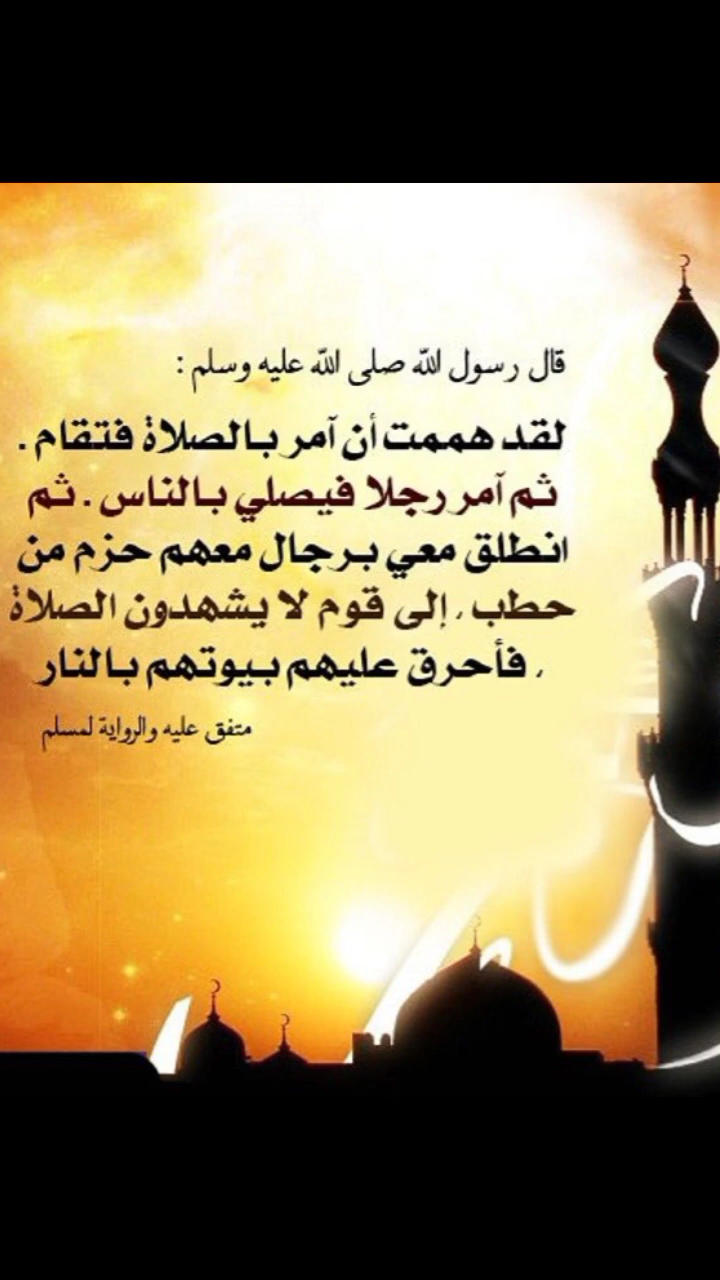 قال رسول الله صلى الله عليه وسلم :
لقد هممت أن آمر بالصلاة فتقام .
ثم آمر رجلا فيصلي بالناس . ثم
انطلق معي برجال معهم حزم من
حطب ، إلى قوم لا يشهدون الصلاة
، فأحرق عليهم بيوتهم بالنار
متفق عليه والرواية لمسلم